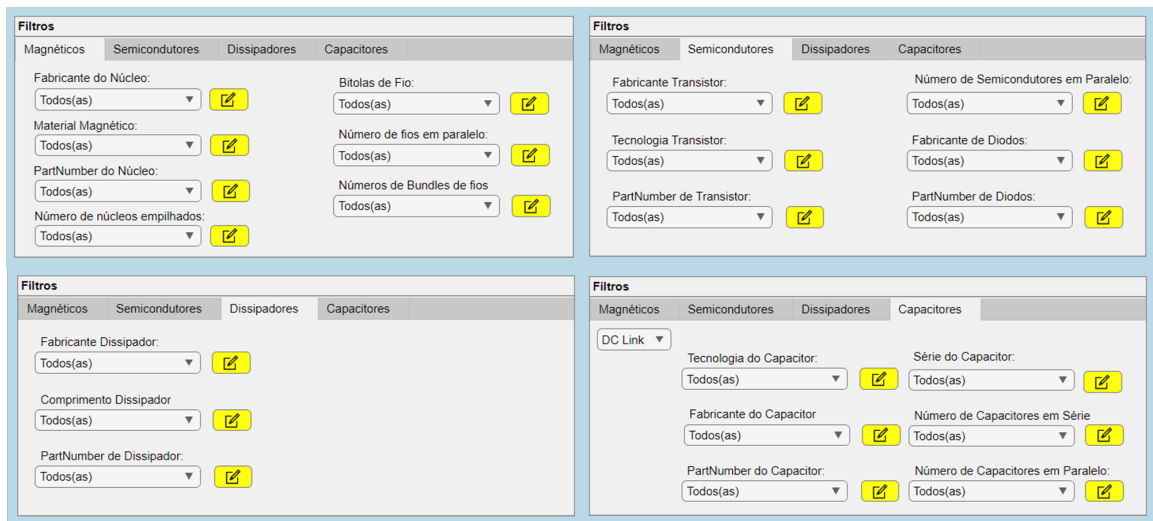 Filtros
Magnéticos Semicondutores Dissipadores Capacitores
Fabricante do Núcleo:
Todos(as)
Material Magnético:
Todos(as)
PartNumber do Núcleo:
Todos(as)
Número de núcleos empilhados:
Todos(as)
Bitolas de Fio:
Todos(as)
Número de fios em paralelo:
Todos(as)
Números de Bundles de fios
Todos(as)
Filtros
Magnéticos Semicondutores Dissipadores Capacitores
Fabricante Transistor:
Todos(as)
Tecnologia Transistor:
Todos(as)
PartNumber de Transistor:
Todos(as)
Número de Semicondutores em Paralelo:
Todos(as)
Fabricante de Diodos:
Todos(as)
PartNumber de Diodos:
Todos(as)
Filtros
Magnéticos Semicondutores Dissipadores Capacitores
Fabricante Dissipador:
Todos(as)
Comprimento Dissipador
Todos(as)
PartNumber de Dissipador:
Todos(as)
Filtros
Magnéticos Semicondutores Dissipadores Capacitores
DC Link
Tecnologia do Capacitor:
Todos(as)
Fabricante do Capacitor
Todos(as)
PartNumber do Capacitor:
Todos(as)
Série do Capacitor:
Todos(as)
Número de Capacitores em Série
Todos(as)
Número de Capacitores em Paralelo:
Todos(as)